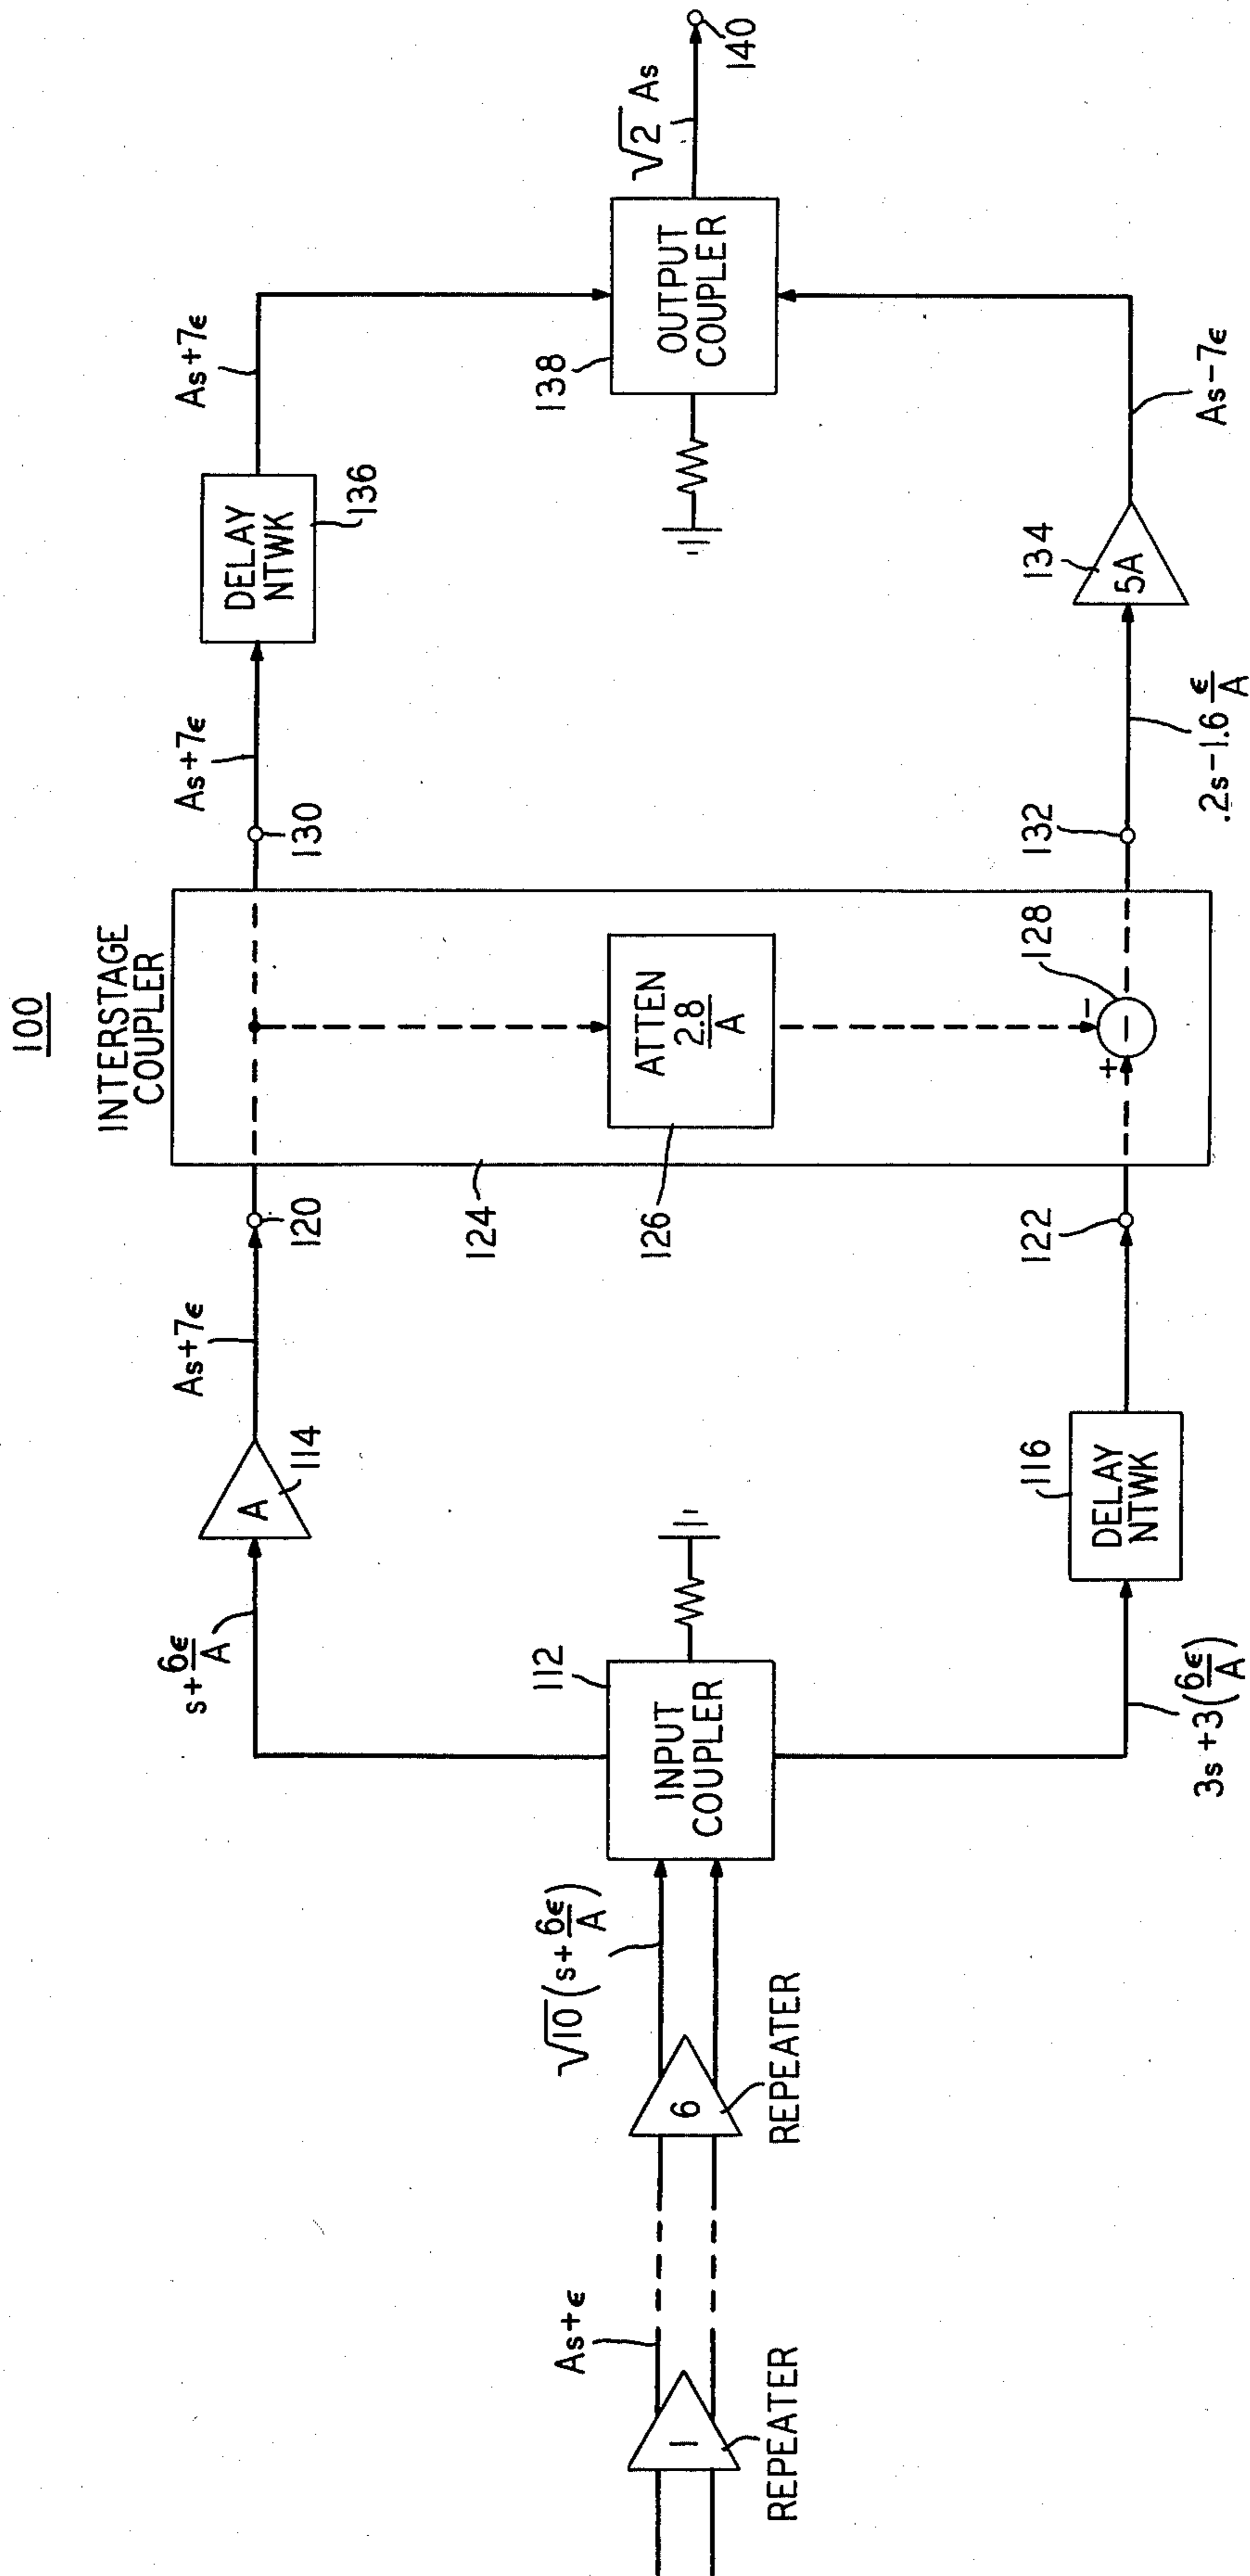 100
REPEATER
1
As+ϵ
REPEATER
6
√10 (s+6ϵ/A)
INPUT
COUPLER
112
s+6ϵ/A
3s+3(6ϵ/A)
A
114
As+7ϵ
DELAY
NTWK
116
120
122
INTERSTAGE
COUPLER
124
ATTEN
2.8/A
126
+
-
-
128
130
132
As+7ϵ
.2s-1.6 ϵ/A
DELAY
NTWK
136
5A
134
As+7ϵ
As-7ϵ
OUTPUT
COUPLER
138
√2 As
140